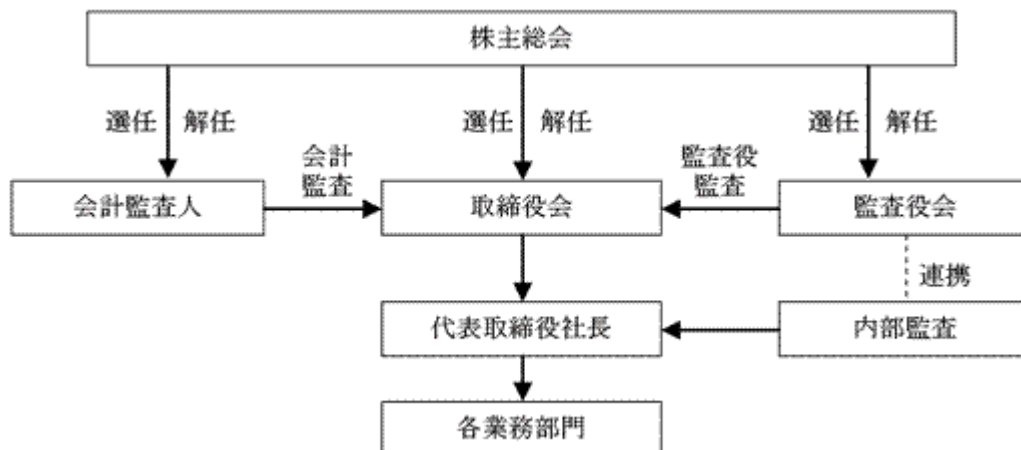 株主総会
選任 解任
選任 解任
選任 解任
会計
監査
監査役
監査
会計監査人
取締役会
監査役会
連携
代表取締役社長
内部監査
各業務部門